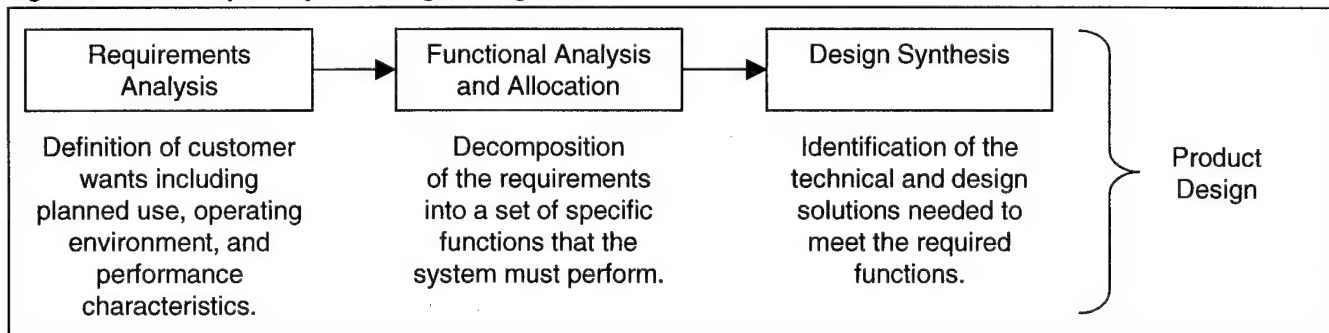 Requirements
Analysis
Functional Analysis
and Allocation
Design Synthesis
Definition of customer
wants including
planned use, operating
environment, and
performance
characteristics.
Decomposition
of the requirements
into a set of specific
functions that the
system must perform.
Identification of the
technical and design
solutions needed to
meet the required
functions.
Product
Design